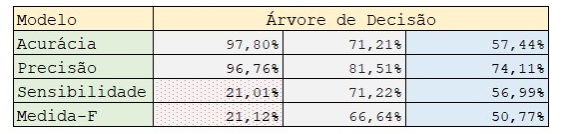 Modelo Árvore de Decisão
Acurácia 97,80% 71,21% 57,44%
Precisão 96,76% 81,51% 74,11%
Sensibilidade 21,01% 71,22% 56,99%
Medida-F 21,12% 66,64% 50,77%